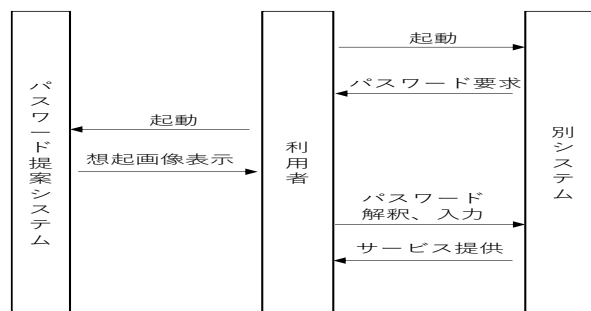 起動
パスワード要求
起動
想起画像表示
パスワード
解釈、入力
サービス提供
パスワード提案システム
利用者
別システム